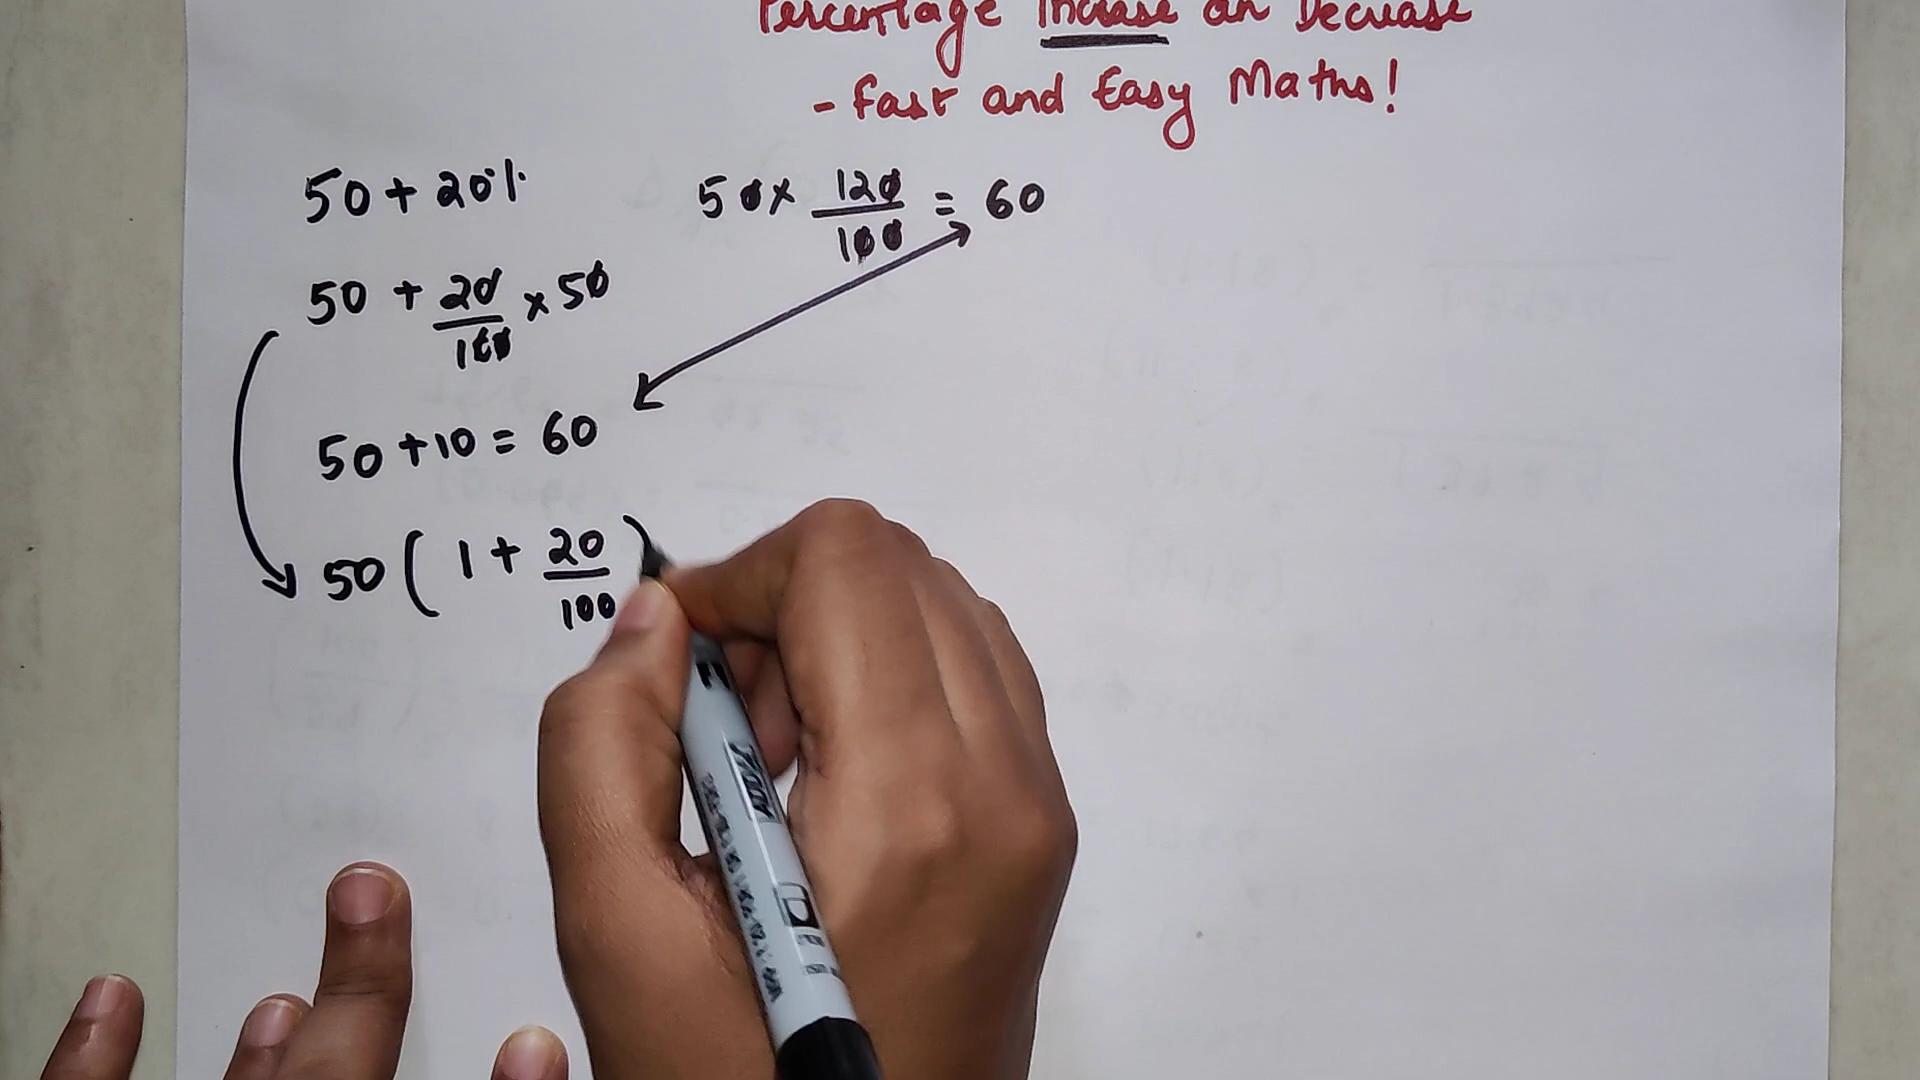 Percentage Increase an Decrease
- Fast and Easy Maths!
50 + 20%
50 + 20/100 × 50
50 + 10 = 60
50 ( 1 + 20/100 )
50 × 120/100 = 60